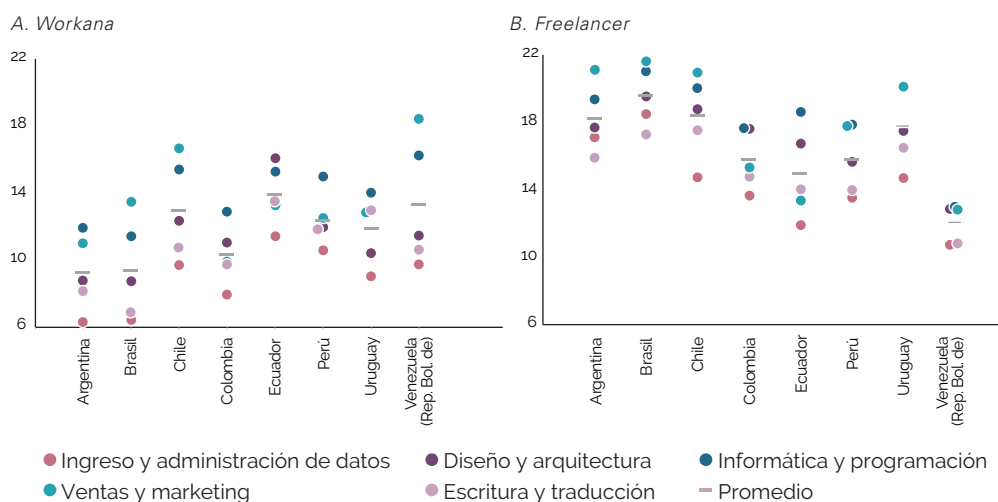 A. Workana
22
18
14
10
6
Argentina
Brasil
Chile
Colombia
Ecuador
Perú
Uruguay
Venezuela
(Rep. Bol. de)
B. Freelancer
22
18
14
10
6
Argentina
Brasil
Chile
Colombia
Ecuador
Perú
Uruguay
Venezuela
(Rep. Bol. de)
Ingreso y administración de datos
Diseño y arquitectura
Informática y programación
Ventas y marketing
Escritura y traducción
Promedio